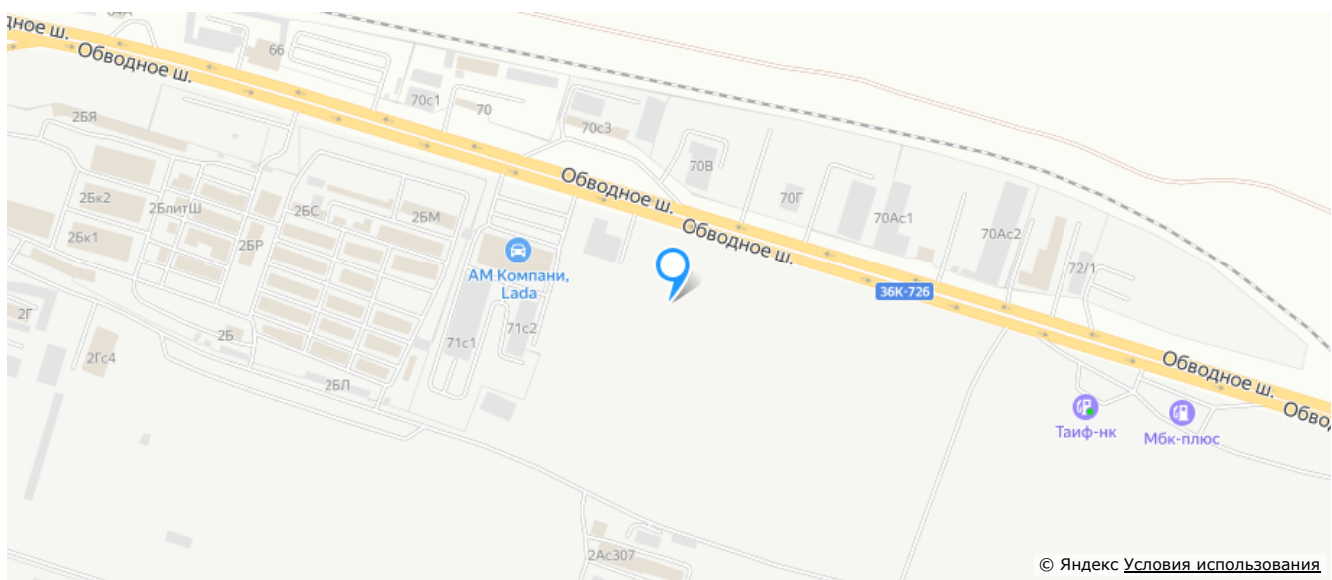 одное ш.
Обводное ш.
66
70с1
70
2БЯ
70с3
70В
Обводное ш.
70Г
2Бк2
2БлитШ
2БС
2БМ
70Ас1
2Бк1
2БР
Обводное ш.
70Ас2
АМ Компани,
Lada
72/1
36К-726
2Г
2Б
71с1
71с2
2Гс4
Обводное ш.
2БЛ
Обвод
Таиф-нк
Мбк-плюс
2Ас307
© Яндекс Условия использования